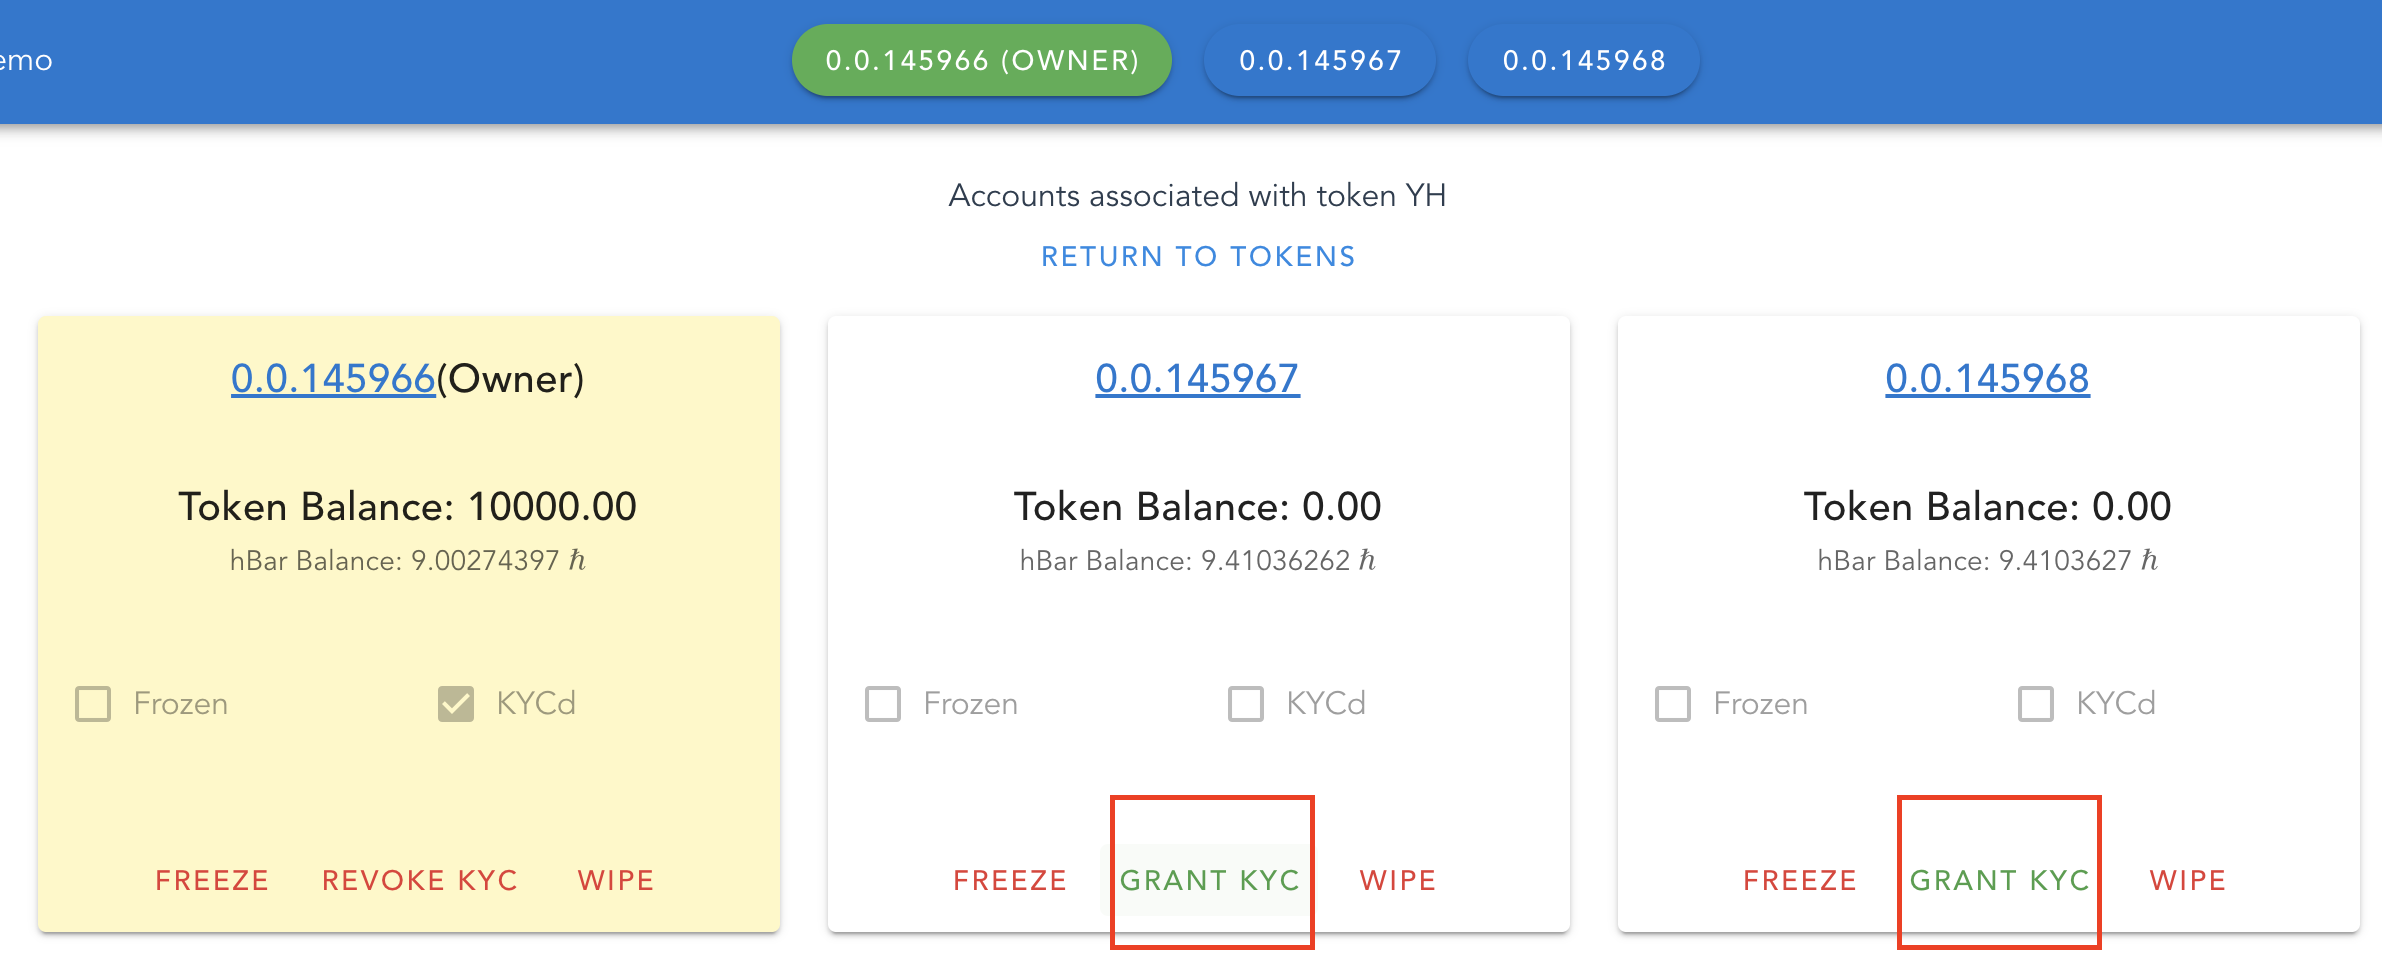 emo
0.0.145966 (OWNER)
0.0.145967
0.0.145968
Accounts associated with token YH
RETURN TO TOKENS
0.0.145966(Owner)
Token Balance: 10000.00
hBar Balance: 9.00274397 ℏ
Frozen
KYCd
FREEZE
REVOKE KYC
WIPE
0.0.145967
Token Balance: 0.00
hBar Balance: 9.41036262 ℏ
Frozen
KYCd
FREEZE
GRANT KYC
WIPE
0.0.145968
Token Balance: 0.00
hBar Balance: 9.4103627 ℏ
Frozen
KYCd
FREEZE
GRANT KYC
WIPE